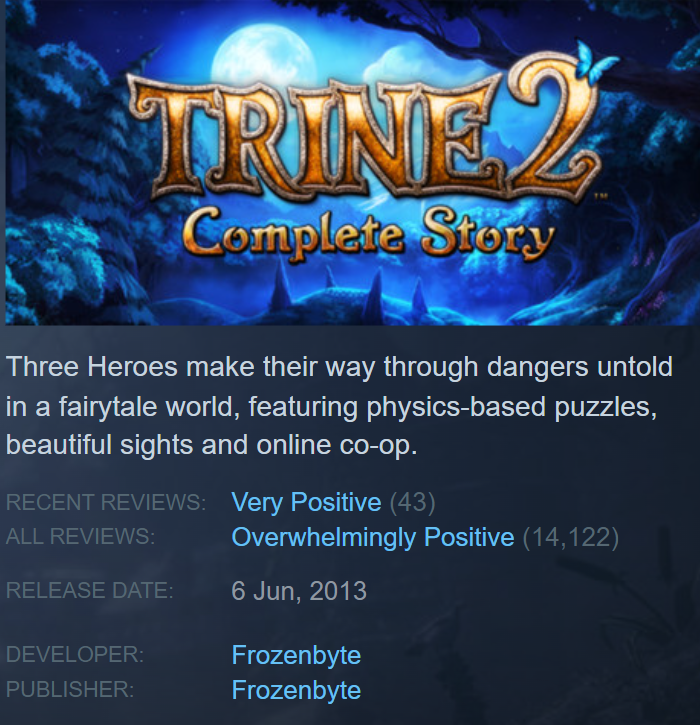 TRINE 2™
Complete Story
Three Heroes make their way through dangers untold
in a fairytale world, featuring physics-based puzzles,
beautiful sights and online co-op.
RECENT REVIEWS: Very Positive (43)
ALL REVIEWS: Overwhelmingly Positive (14,122)
RELEASE DATE: 6 Jun, 2013
DEVELOPER: Frozenbyte
PUBLISHER: Frozenbyte